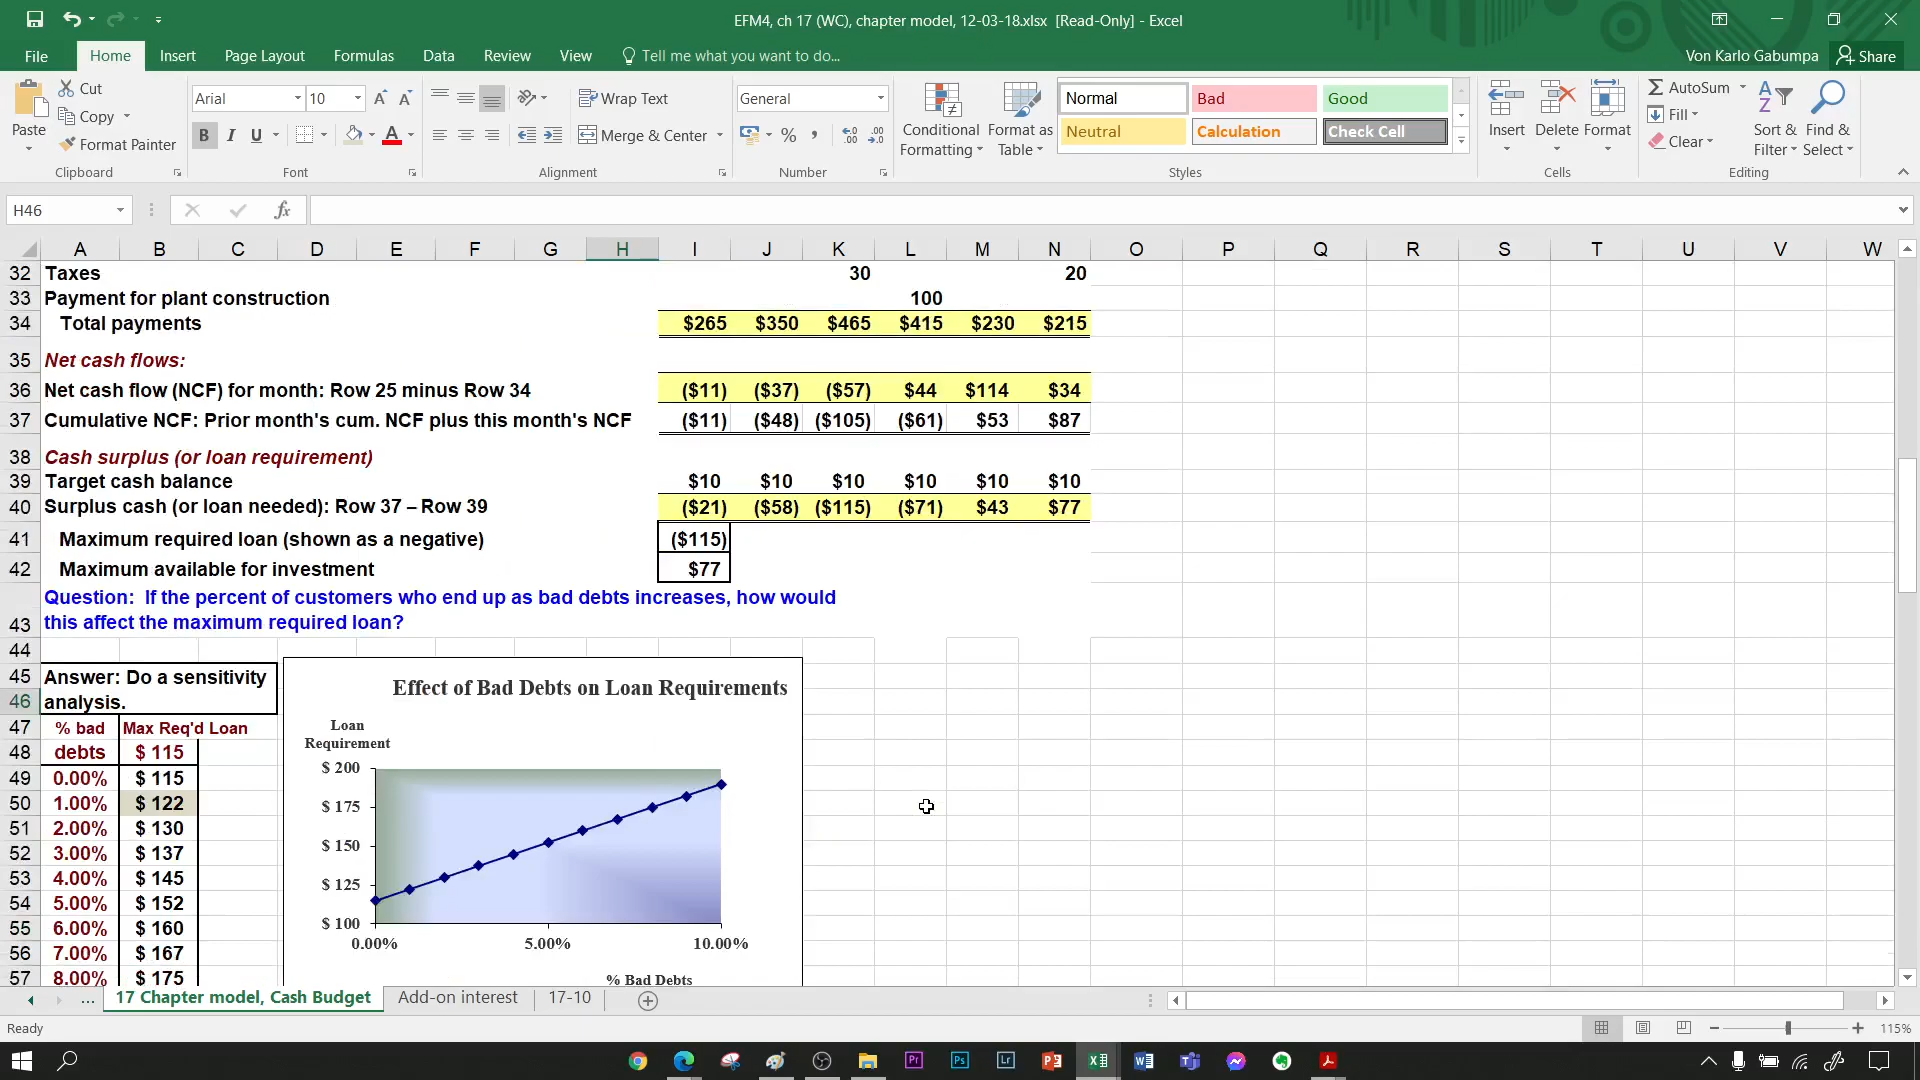 EFM4, ch 17 (WC), chapter model, 12-03-18.xlsx [Read-Only] - Excel
File Home Insert Page Layout Formulas Data Review View Tell me what you want to do... Von Karlo Gabumpa Share
Paste Cut Copy Format Painter Clipboard
Arial 10 A A B I U A Font
Wrap Text Merge & Center Alignment
General % , Number
Conditional Formatting Format as Table
Normal Bad Good
Neutral Calculation Check Cell
Styles
Insert Delete Format Cells
AutoSum Fill Clear Sort & Filter Find & Select Editing
H46 fx
A B C D E F G H I J K L M N O P Q R S T U V W
32 Taxes 30 20
33 Payment for plant construction 100
34 Total payments $265 $350 $465 $415 $230 $215
35 Net cash flows:
36 Net cash flow (NCF) for month: Row 25 minus Row 34 ($11) ($37) ($57) $44 $114 $34
37 Cumulative NCF: Prior month's cum. NCF plus this month's NCF ($11) ($48) ($105) ($61) $53 $87
38 Cash surplus (or loan requirement)
39 Target cash balance $10 $10 $10 $10 $10 $10
40 Surplus cash (or loan needed): Row 37 – Row 39 ($21) ($58) ($115) ($71) $43 $77
41 Maximum required loan (shown as a negative) ($115)
42 Maximum available for investment $77
Question: If the percent of customers who end up as bad debts increases, how would
43 this affect the maximum required loan?
44
45 Answer: Do a sensitivity
46 analysis.
47 % bad Max Req'd Loan
48 debts $ 115
49 0.00% $ 115
50 1.00% $ 122
51 2.00% $ 130
52 3.00% $ 137
53 4.00% $ 145
54 5.00% $ 152
55 6.00% $ 160
56 7.00% $ 167
57 8.00% $ 175
Effect of Bad Debts on Loan Requirements
Loan
Requirement
$ 200
$ 175
$ 150
$ 125
$ 100
0.00% 5.00% 10.00%
% Bad Debts
... 17 Chapter model, Cash Budget Add-on interest 17-10
Ready 115%
Pr Ps Lr